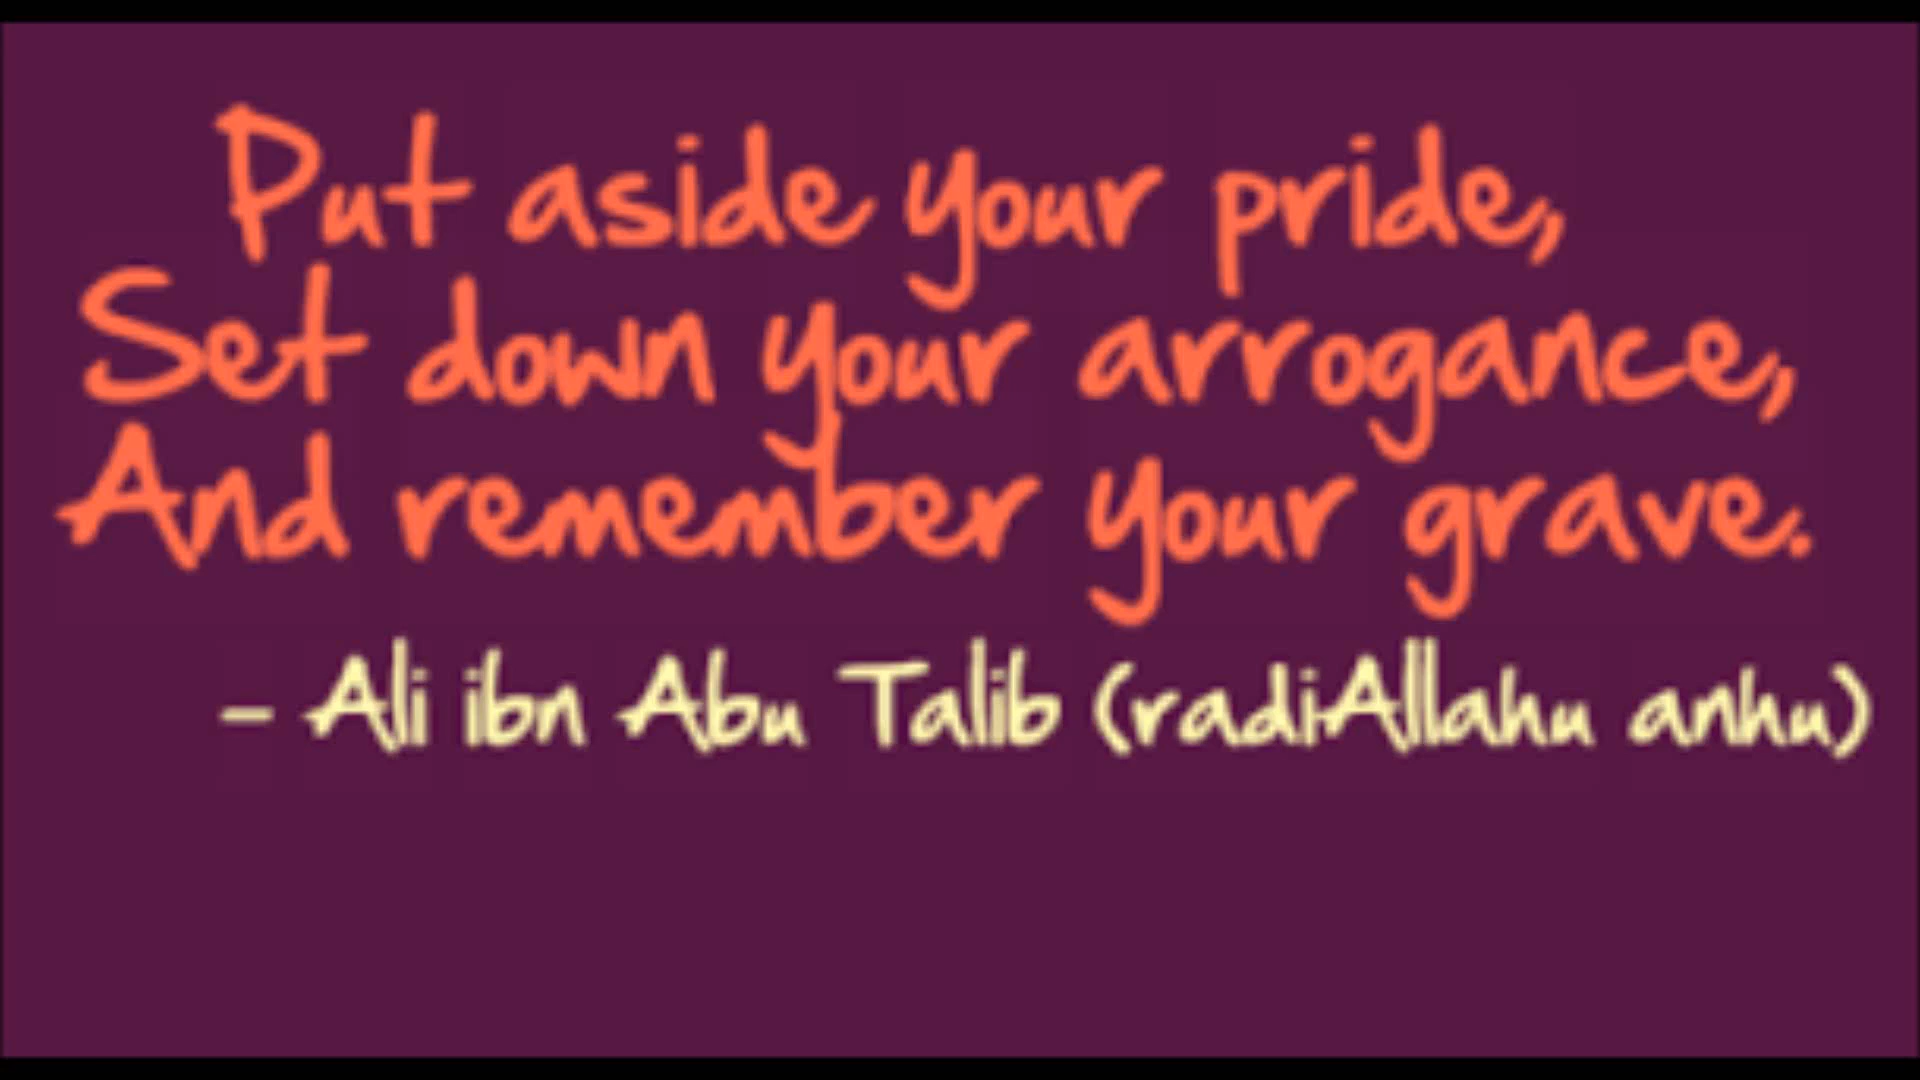 Put aside your pride,
Set down your arrogance,
And remember your grave.
- Ali ibn Abu Talib (radiAllahu anhu)